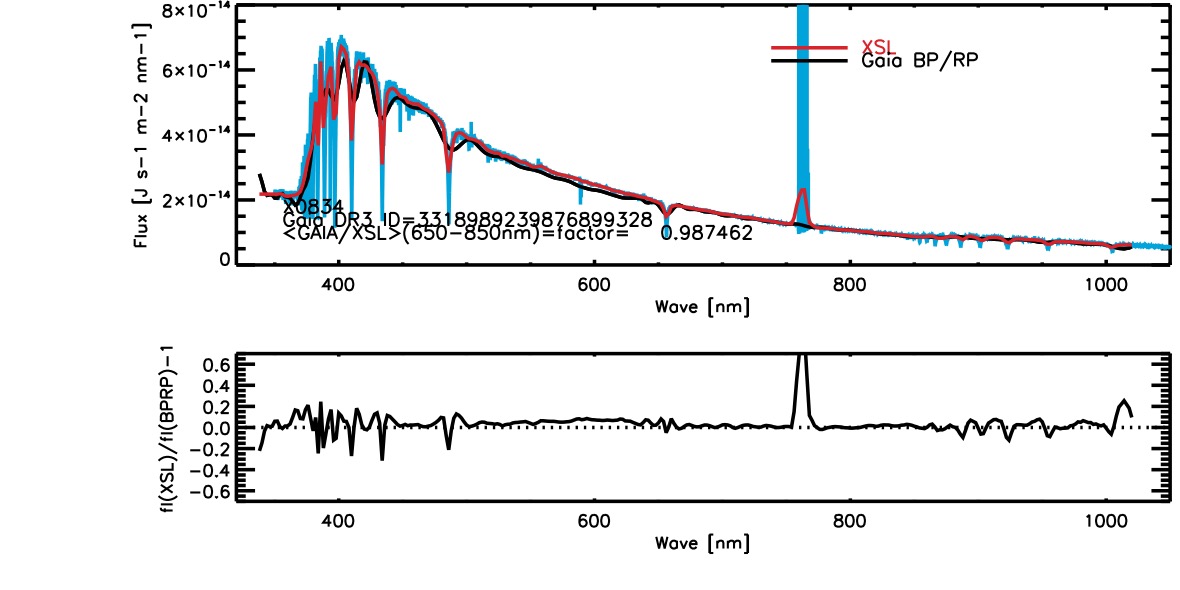 8×10−14
6×10−14
4×10−14
2×10−14
0
Flux [J s−1 m−2 nm−1]
XSL
Gaia BP/RP
X0834
Gaia DR3 ID=3318989239876899328
<GAIA/XSL>(650−850nm)=factor= 0.987462
400 600 800 1000
Wave [nm]
0.6
0.4
0.2
0.0
−0.2
−0.4
−0.6
fl(XSL)/fl(BPRP)−1
400 600 800 1000
Wave [nm]